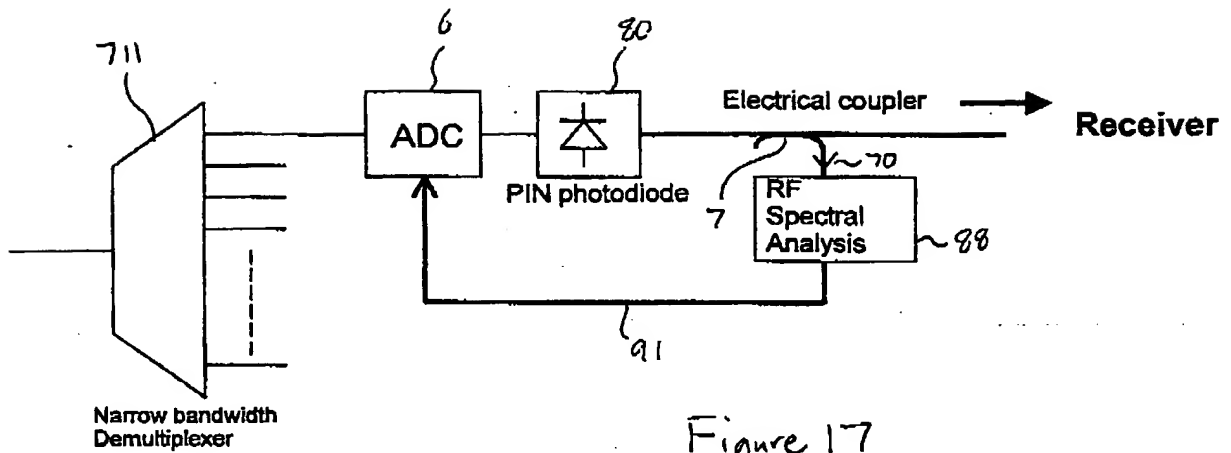 711
6
80
ADC
PIN photodiode
Electrical coupler
Receiver
7
70
RF
Spectral
Analysis
88
91
Narrow bandwidth
Demultiplexer
Figure 17